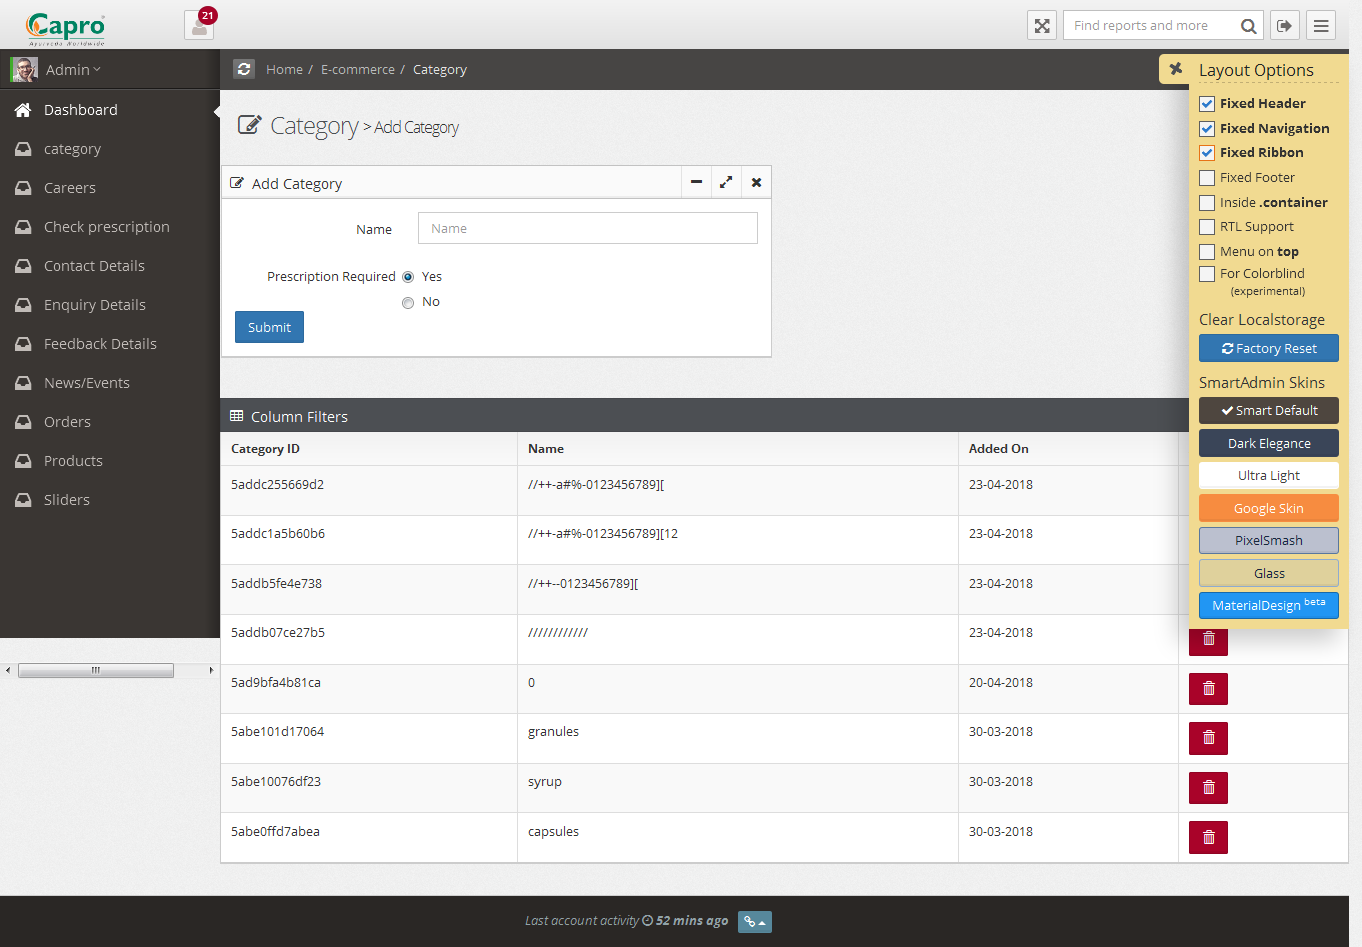 Capro
Ayurveda Worldwide
21
Find reports and more
Admin
Home / E-commerce / Category
Dashboard
category
Careers
Check prescription
Contact Details
Enquiry Details
Feedback Details
News/Events
Orders
Products
Sliders
Category > Add Category
Add Category
Name
Name
Prescription Required
Yes
No
Submit
Column Filters
Category ID Name Added On
5addc255669d2 //++-a#%-0123456789][ 23-04-2018
5addc1a5b60b6 //++-a#%-0123456789][12 23-04-2018
5addb5fe4e738 //++--0123456789][ 23-04-2018
5addb07ce27b5 //////////// 23-04-2018
5ad9bfa4b81ca 0 20-04-2018
5abe101d17064 granules 30-03-2018
5abe10076df23 syrup 30-03-2018
5abe0ffd7abea capsules 30-03-2018
Layout Options
Fixed Header
Fixed Navigation
Fixed Ribbon
Fixed Footer
Inside .container
RTL Support
Menu on top
For Colorblind
(experimental)
Clear Localstorage
Factory Reset
SmartAdmin Skins
Smart Default
Dark Elegance
Ultra Light
Google Skin
PixelSmash
Glass
MaterialDesign beta
Last account activity 52 mins ago